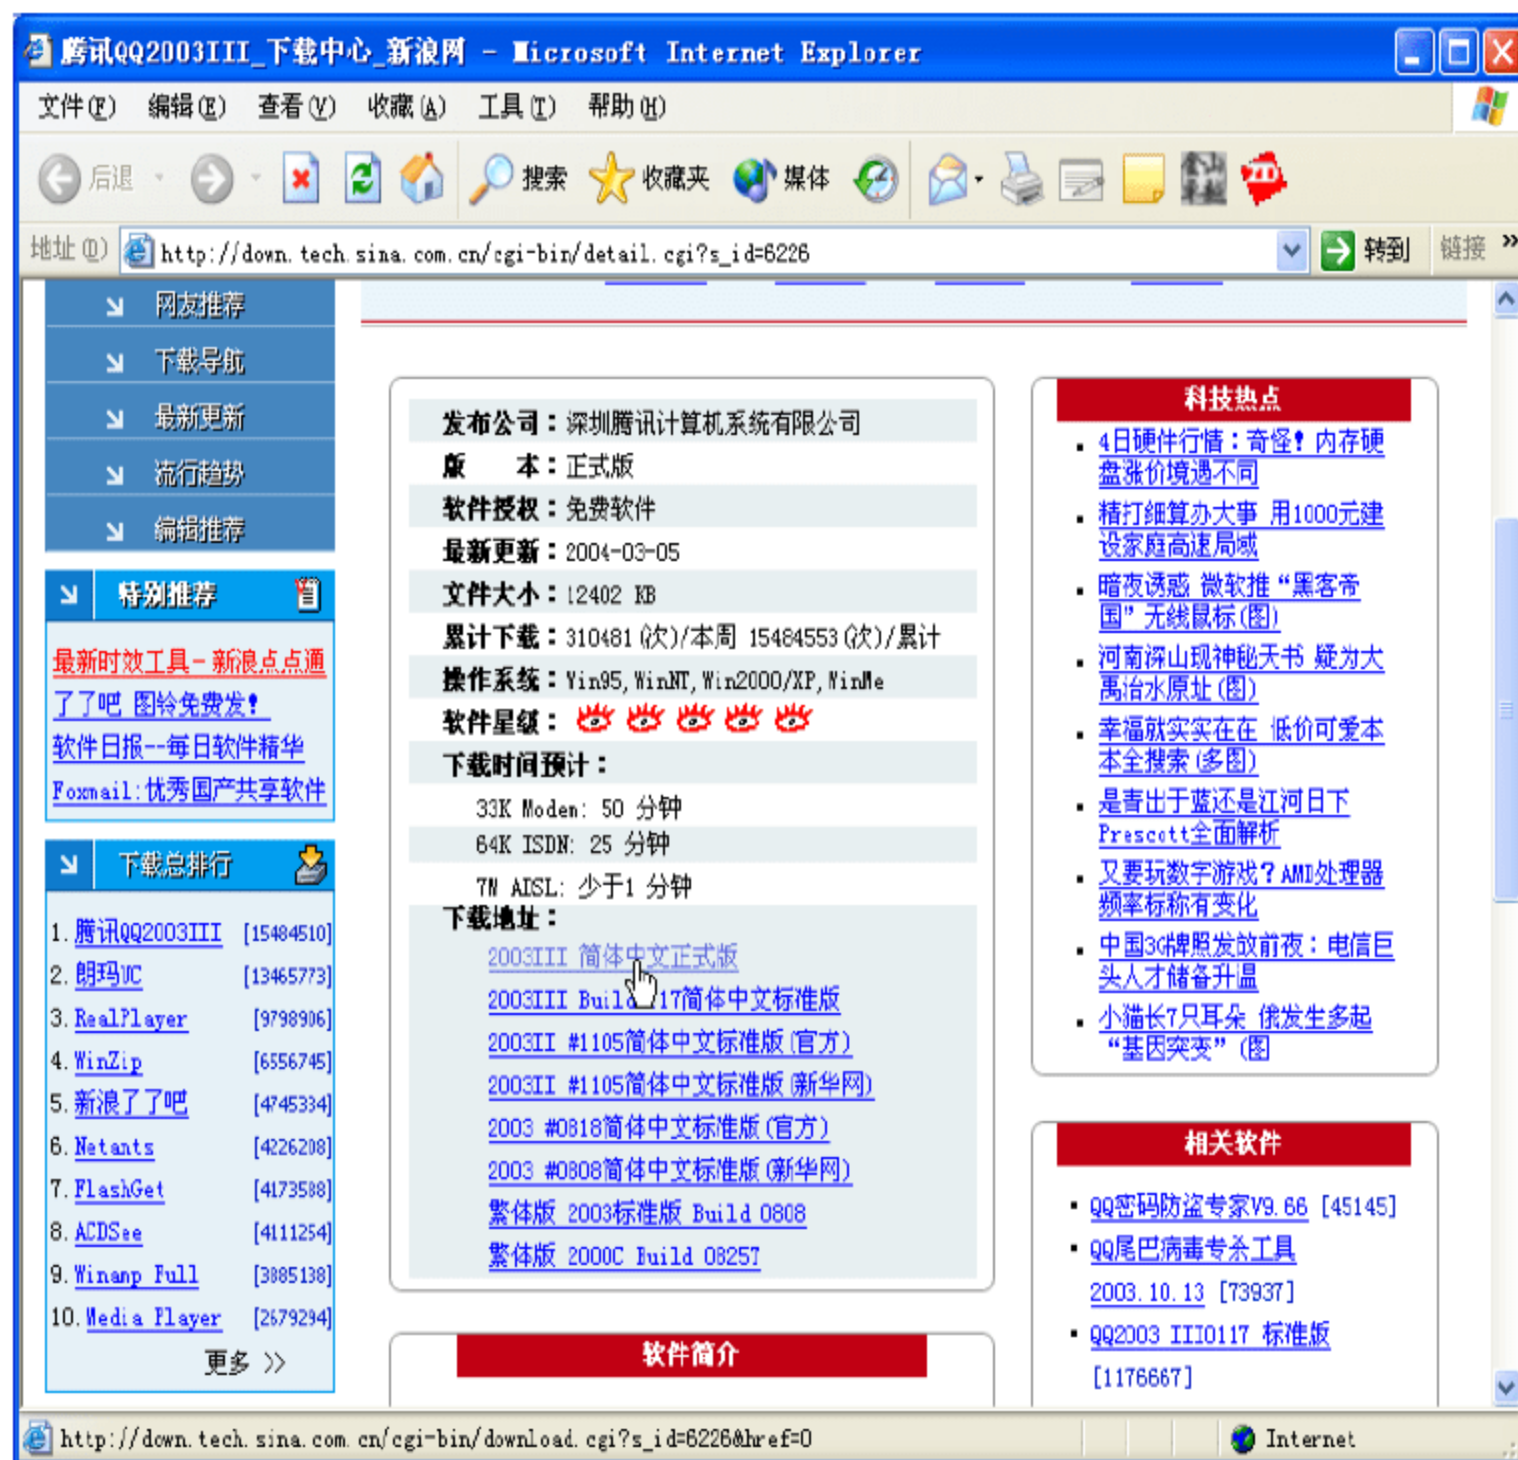 腾讯QQ2003III_下载中心_新浪网 - Microsoft Internet Explorer
文件(F) 编辑(E) 查看(V) 收藏(A) 工具(T) 帮助(H)
后退 搜索 收藏夹 媒体
地址(D) http://down.tech.sina.com.cn/cgi-bin/detail.cgi?s_id=6226 转到 链接 »
网友推荐
下载导航
最新更新
流行趋势
编辑推荐
特别推荐
最新时效工具-新浪点点通
了了吧 图铃免费发!
软件日报--每日软件精华
Foxmail:优秀国产共享软件
下载总排行
1. 腾讯QQ2003III [15484510]
2. 朗玛UC [13465773]
3. RealPlayer [9798906]
4. WinZip [6556745]
5. 新浪了了吧 [4745334]
6. Netants [4226208]
7. FlashGet [4173588]
8. ACDSee [4111254]
9. Winamp Full [3885138]
10. Media Player [2679294]
更多 >>
发布公司:深圳腾讯计算机系统有限公司
版 本:正式版
软件授权:免费软件
最新更新:2004-03-05
文件大小:12402 KB
累计下载:310481(次)/本周 15484553(次)/累计
操作系统:Win95,WinNT,Win2000/XP,WinMe
软件星级:
下载时间预计:
33K Modem: 50 分钟
64K ISDN: 25 分钟
7M ADSL: 少于1 分钟
下载地址:
2003III 简体中文正式版
2003III Build 17简体中文标准版
2003II #1105简体中文标准版(官方)
2003II #1105简体中文标准版(新华网)
2003 #0818简体中文标准版(官方)
2003 #0808简体中文标准版(新华网)
繁体版 2003标准版 Build 0808
繁体版 2000C Build 0825T
软件简介
科技热点
4日硬件行情:奇怪! 内存硬
盘涨价境遇不同
精打细算办大事 用1000元建
设家庭高速局域
暗夜诱惑 微软推“黑客帝
国”无线鼠标(图)
河南深山现神秘天书 疑为大
禹治水原址(图)
幸福就实实在在 低价可爱本
本全搜索(多图)
是青出于蓝还是江河日下
Prescott全面解析
又要玩数字游戏?AMD处理器
频率标称有变化
中国3G牌照发放前夜:电信巨
头人才储备升温
小猫长7只耳朵 俄发生多起
“基因突变”(图
相关软件
QQ密码防盗专家V9.66 [45145]
QQ尾巴病毒专杀工具
2003.10.13 [73937]
QQ2003 III0117 标准版
[1176667]
http://down.tech.sina.com.cn/cgi-bin/download.cgi?s_id=6226&href=0 Internet